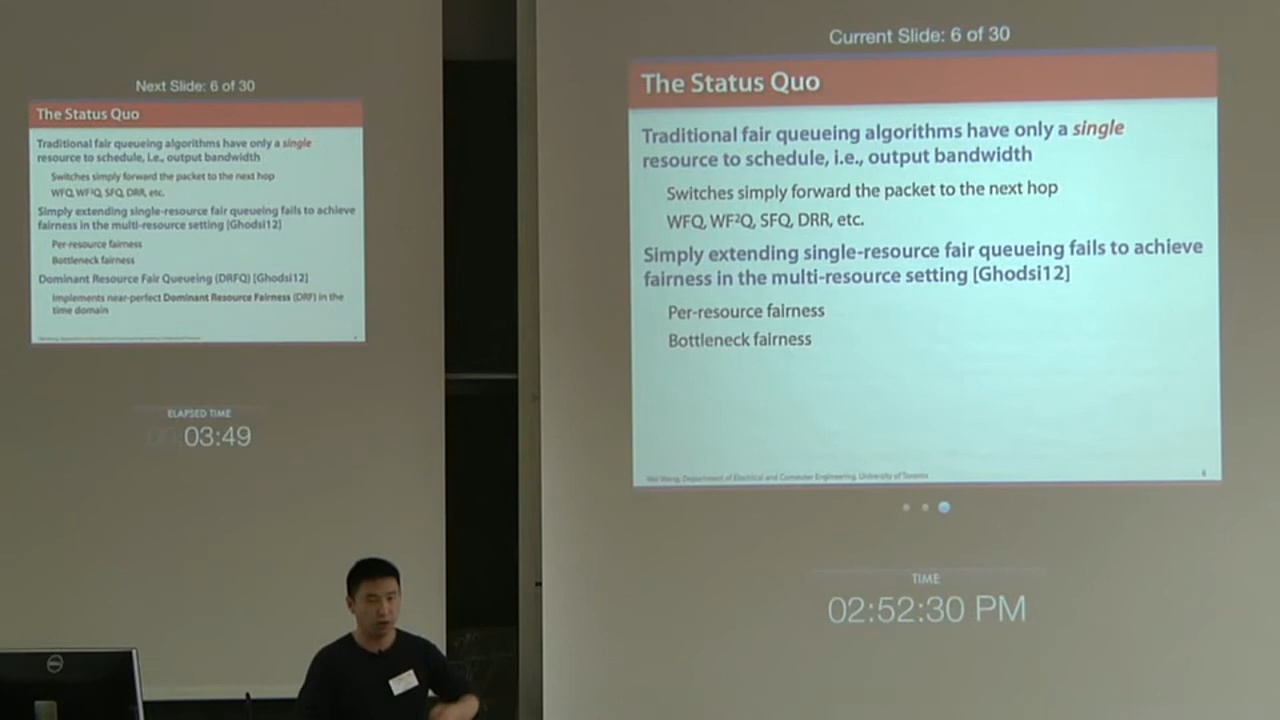 Next Slide: 6 of 30
The Status Quo
Traditional fair queueing algorithms have only a single
resource to schedule, i.e., output bandwidth
Switches simply forward the packet to the next hop
WFQ, WF²Q, SFQ, DRR, etc.
Simply extending single-resource fair queueing fails to achieve
fairness in the multi-resource setting [Ghodsi12]
Per-resource fairness
Bottleneck fairness
Dominant Resource Fair Queueing (DRFQ) [Ghodsi12]
Implements near-perfect Dominant Resource Fairness (DRF) in the
time domain
ELAPSED TIME
03:49
Current Slide: 6 of 30
The Status Quo
Traditional fair queueing algorithms have only a single
resource to schedule, i.e., output bandwidth
Switches simply forward the packet to the next hop
WFQ, WF²Q, SFQ, DRR, etc.
Simply extending single-resource fair queueing fails to achieve
fairness in the multi-resource setting [Ghodsi12]
Per-resource fairness
Bottleneck fairness
Wei Wang, Department of Electrical and Computer Engineering, University of Toronto
6
TIME
02:52:30 PM
DELL